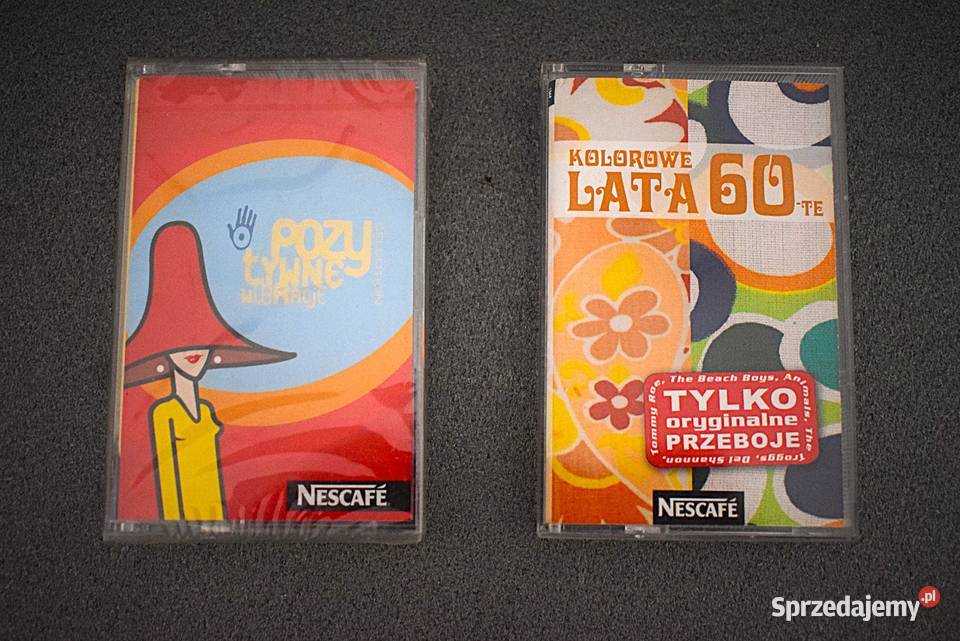 POZY
TYWNE
wibRAcje
NESCAFÉ
KOLOROWE
LATA 60-TE
Tommy Roe, The Beach Boys, Animals, The
Troggs, Del Shannon,
TYLKO
oryginalne
PRZEBOJE
NESCAFÉ
Sprzedajemy.pl